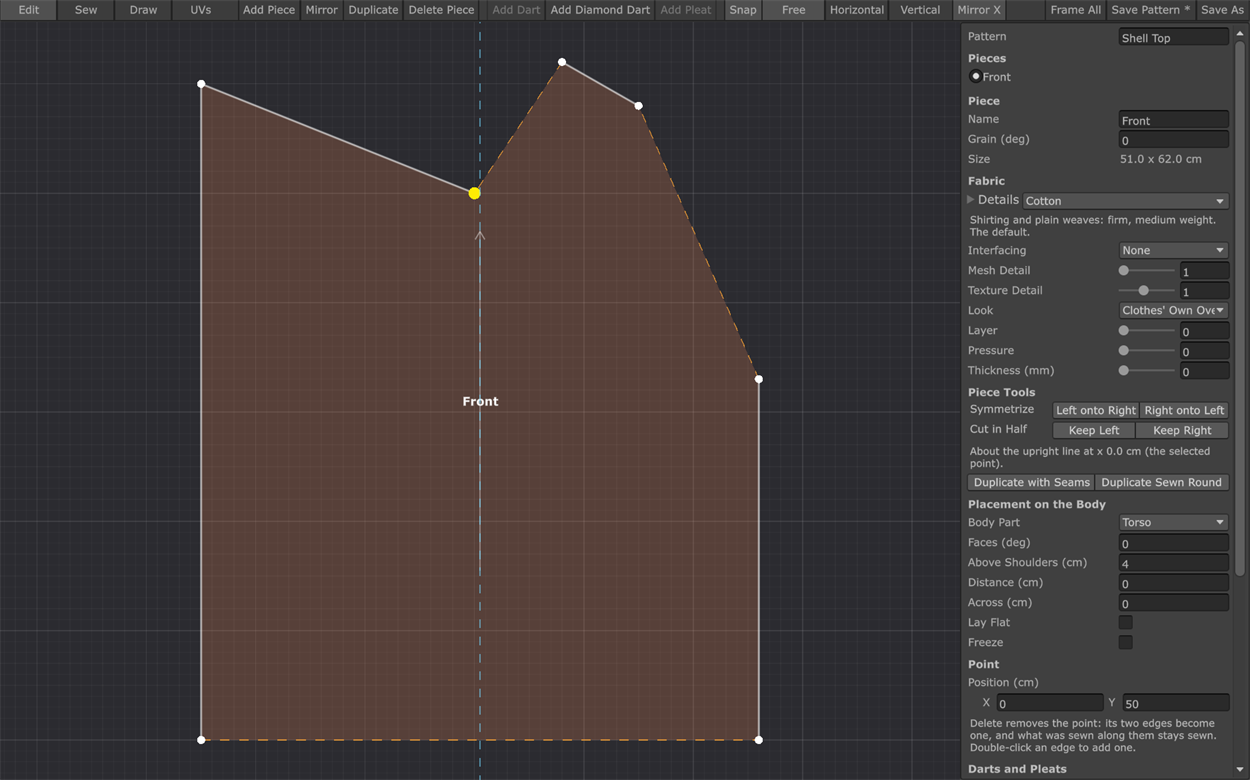 Edit Sew Draw UVs Add Piece Mirror Duplicate Delete Piece Add Dart Add Diamond Dart Add Pleat Snap Free Horizontal Vertical Mirror X Frame All Save Pattern * Save As
Pattern Shell Top
Pieces
Front
Piece
Name Front
Grain (deg) 0
Size 51.0 x 62.0 cm
Fabric
Details Cotton
Shirting and plain weaves: firm, medium weight.
The default.
Interfacing None
Mesh Detail 1
Texture Detail 1
Look Clothes' Own Ove
Layer 0
Pressure 0
Thickness (mm) 0
Piece Tools
Symmetrize Left onto Right Right onto Left
Cut in Half Keep Left Keep Right
About the upright line at x 0.0 cm (the selected
point).
Duplicate with Seams Duplicate Sewn Round
Placement on the Body
Body Part Torso
Faces (deg) 0
Above Shoulders (cm) 4
Distance (cm) 0
Across (cm) 0
Lay Flat
Freeze
Point
Position (cm)
X 0 Y 50
Delete removes the point: its two edges become
one, and what was sewn along them stays sewn.
Double-click an edge to add one.
Darts and Pleats
Front